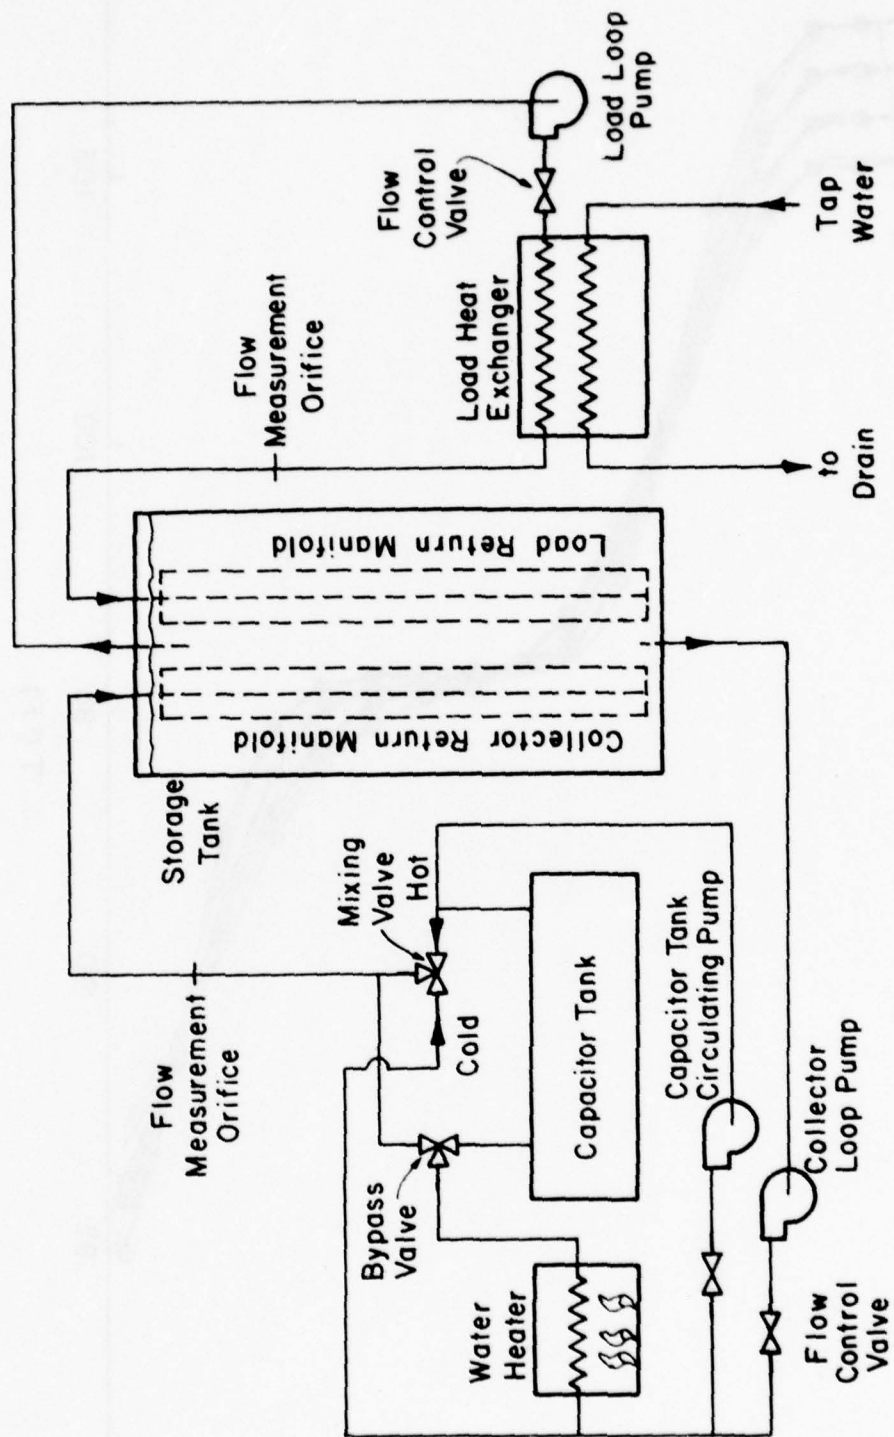 Flow
Measurement
Orifice
Flow
Measurement
Orifice
Storage
Tank
Collector Return Manifold
Load Return Manifold
Flow
Control
Valve
Load Heat
Exchanger
Load Loop
Pump
Tap
Water
to
Drain
Mixing
Valve
Hot
Cold
Bypass
Valve
Capacitor Tank
Water
Heater
Capacitor Tank
Circulating Pump
Collector
Loop Pump
Flow
Control
Valve